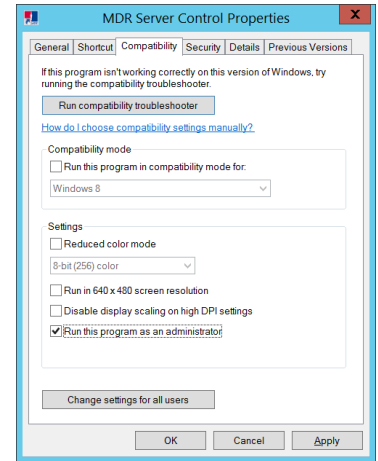 MDR Server Control Properties
X
General Shortcut Compatibility Security Details Previous Versions
If this program isn't working correctly on this version of Windows, try
running the compatibility troubleshooter.
Run compatibility troubleshooter
How do I choose compatibility settings manually?
Compatibility mode
Run this program in compatibility mode for:
Windows 8
Settings
Reduced color mode
8-bit (256) color
Run in 640 x 480 screen resolution
Disable display scaling on high DPI settings
Run this program as an administrator
Change settings for all users
OK Cancel Apply